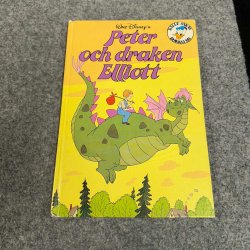 Walt Disney's
Peter
och draken
Elliott